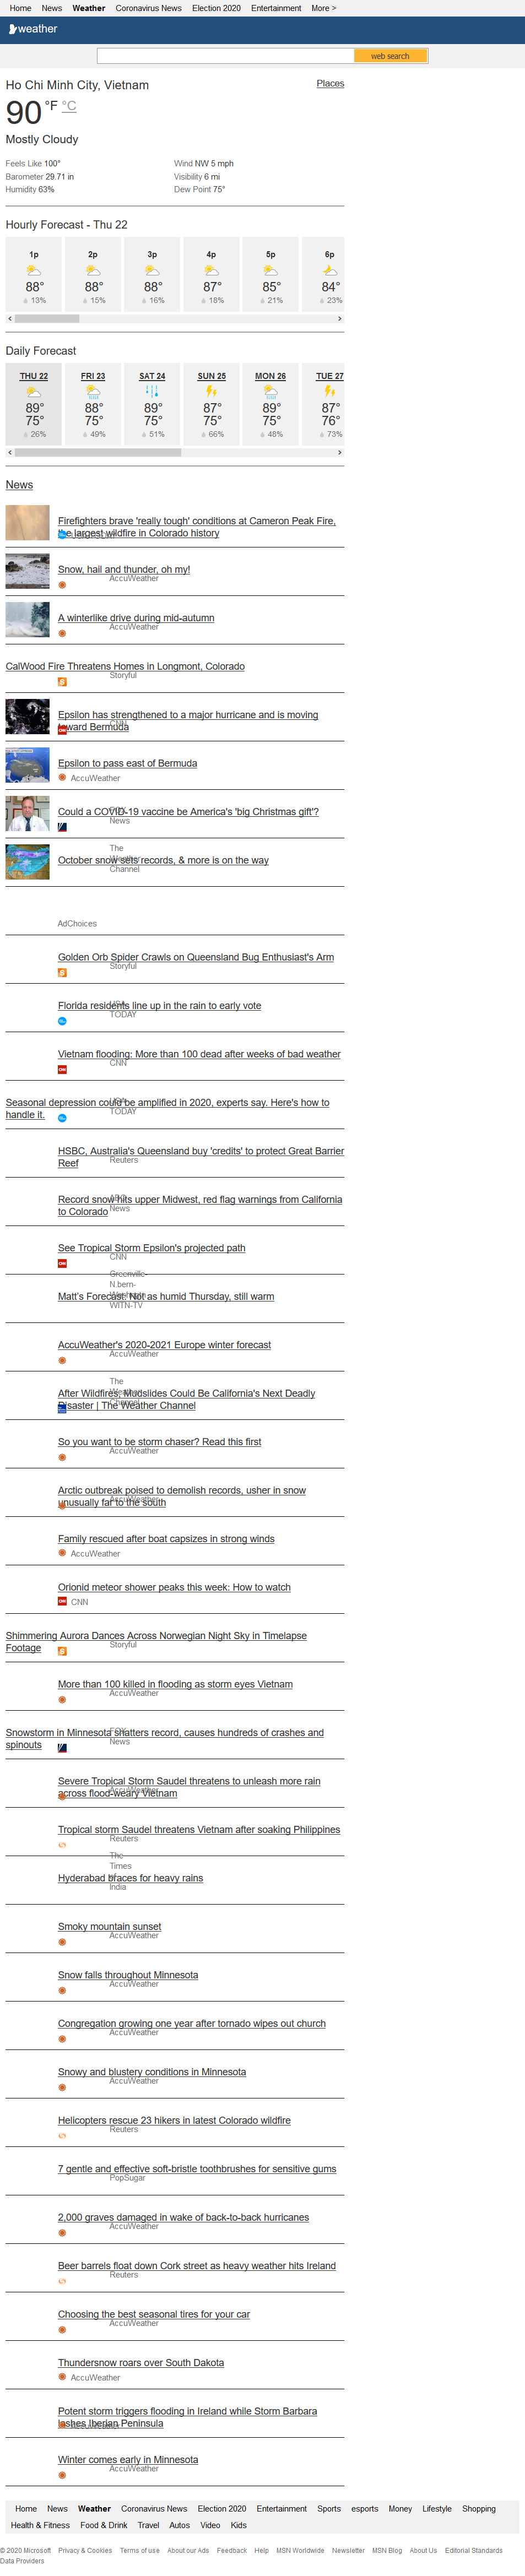 Home News Weather Coronavirus News Election 2020 Entertainment More >
weather
web search
Ho Chi Minh City, Vietnam Places
90 °F °C
Mostly Cloudy
Feels Like 100° Wind NW 5 mph
Barometer 29.71 in Visibility 6 mi
Humidity 63% Dew Point 75°
Hourly Forecast - Thu 22
1p 2p 3p 4p 5p 6p
88° 88° 88° 87° 85° 84°
13% 15% 16% 18% 21% 23%
Daily Forecast
THU 22 FRI 23 SAT 24 SUN 25 MON 26 TUE 27
89° 88° 89° 87° 89° 87°
75° 75° 75° 75° 75° 76°
26% 49% 51% 66% 48% 73%
News
Firefighters brave 'really tough' conditions at Cameron Peak Fire,
the largest wildfire in Colorado history
Snow, hail and thunder, oh my!
AccuWeather
A winterlike drive during mid-autumn
AccuWeather
CalWood Fire Threatens Homes in Longmont, Colorado
Storyful
Epsilon has strengthened to a major hurricane and is moving
CNN
toward Bermuda
Epsilon to pass east of Bermuda
AccuWeather
Could a COVID-19 vaccine be America's 'big Christmas gift'?
FOX
News
The
Weather
Channel
October snow sets records, & more is on the way
AdChoices
Golden Orb Spider Crawls on Queensland Bug Enthusiast's Arm
Storyful
Florida residents line up in the rain to early vote
USA
TODAY
Vietnam flooding: More than 100 dead after weeks of bad weather
CNN
Seasonal depression could be amplified in 2020, experts say. Here's how to
handle it.
USA
TODAY
HSBC, Australia's Queensland buy 'credits' to protect Great Barrier
Reef
Reuters
Record snow hits upper Midwest, red flag warnings from California
to Colorado
ABC
News
See Tropical Storm Epsilon's projected path
CNN
Greenville-
N.bern-
Washngtn
WITN-TV
Matt's Forecast: Not as humid Thursday, still warm
AccuWeather's 2020-2021 Europe winter forecast
AccuWeather
The
Weather
Channel
After Wildfires, Mudslides Could Be California's Next Deadly
Disaster | The Weather Channel
So you want to be storm chaser? Read this first
AccuWeather
Arctic outbreak poised to demolish records, usher in snow
AccuWeather
unusually far to the south
Family rescued after boat capsizes in strong winds
AccuWeather
Orionid meteor shower peaks this week: How to watch
CNN
Shimmering Aurora Dances Across Norwegian Night Sky in Timelapse
Footage
Storyful
More than 100 killed in flooding as storm eyes Vietnam
AccuWeather
Snowstorm in Minnesota shatters record, causes hundreds of crashes and
spinouts
FOX
News
Severe Tropical Storm Saudel threatens to unleash more rain
AccuWeather
across flood-weary Vietnam
Tropical storm Saudel threatens Vietnam after soaking Philippines
Reuters
The
Times
of
India
Hyderabad braces for heavy rains
Smoky mountain sunset
AccuWeather
Snow falls throughout Minnesota
AccuWeather
Congregation growing one year after tornado wipes out church
AccuWeather
Snowy and blustery conditions in Minnesota
AccuWeather
Helicopters rescue 23 hikers in latest Colorado wildfire
Reuters
7 gentle and effective soft-bristle toothbrushes for sensitive gums
PopSugar
2,000 graves damaged in wake of back-to-back hurricanes
AccuWeather
Beer barrels float down Cork street as heavy weather hits Ireland
Reuters
Choosing the best seasonal tires for your car
AccuWeather
Thundersnow roars over South Dakota
AccuWeather
Potent storm triggers flooding in Ireland while Storm Barbara
lashes Iberian Peninsula
AccuWeather
Winter comes early in Minnesota
AccuWeather
Home News Weather Coronavirus News Election 2020 Entertainment Sports esports Money Lifestyle Shopping
Health & Fitness Food & Drink Travel Autos Video Kids
© 2020 Microsoft Privacy & Cookies Terms of use About our Ads Feedback Help MSN Worldwide Newsletter MSN Blog About Us Editorial Standards
Data Providers